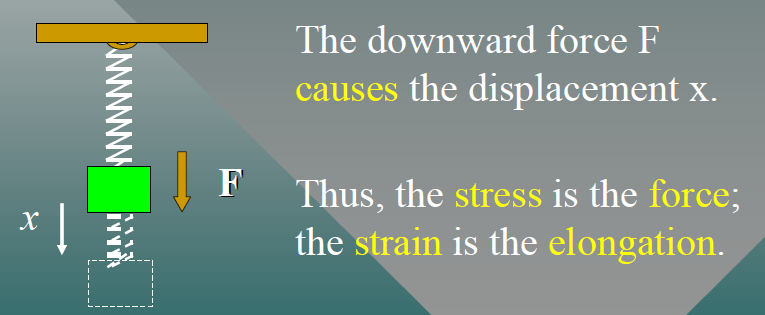 The downward force F
causes the displacement x.
F
Thus, the stress is the force;
x
the strain is the elongation.